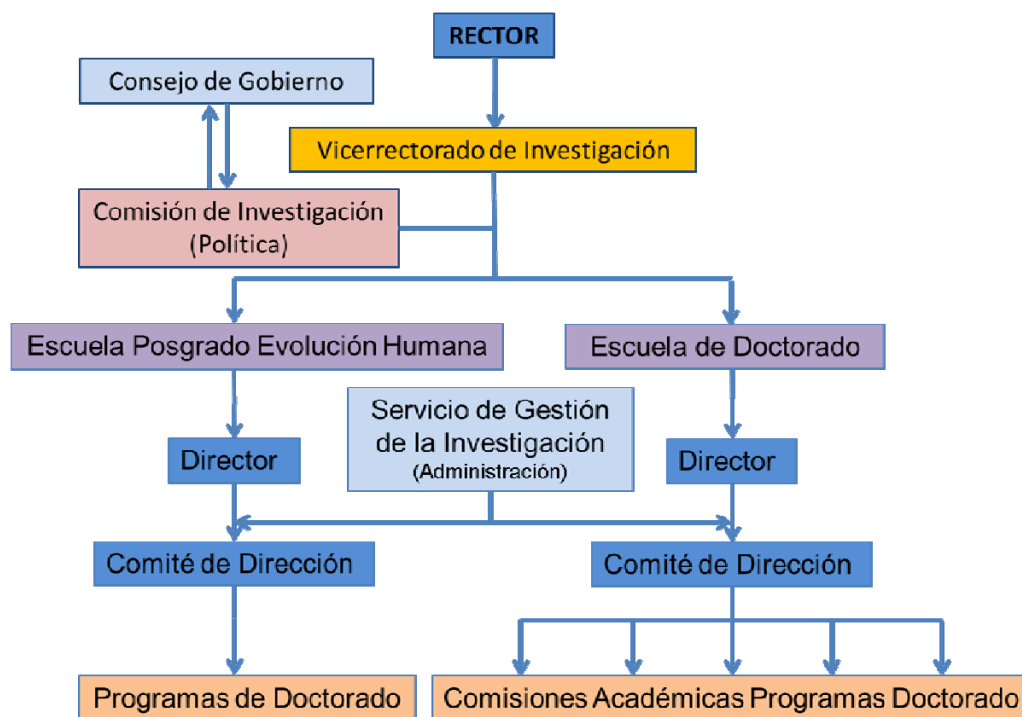 RECTOR
Consejo de Gobierno
Vicerrectorado de Investigación
Comisión de Investigación
(Política)
Escuela Posgrado Evolución Humana
Escuela de Doctorado
Servicio de Gestión
de la Investigación
(Administración)
Director
Director
Comité de Dirección
Comité de Dirección
Programas de Doctorado
Comisiones Académicas Programas Doctorado